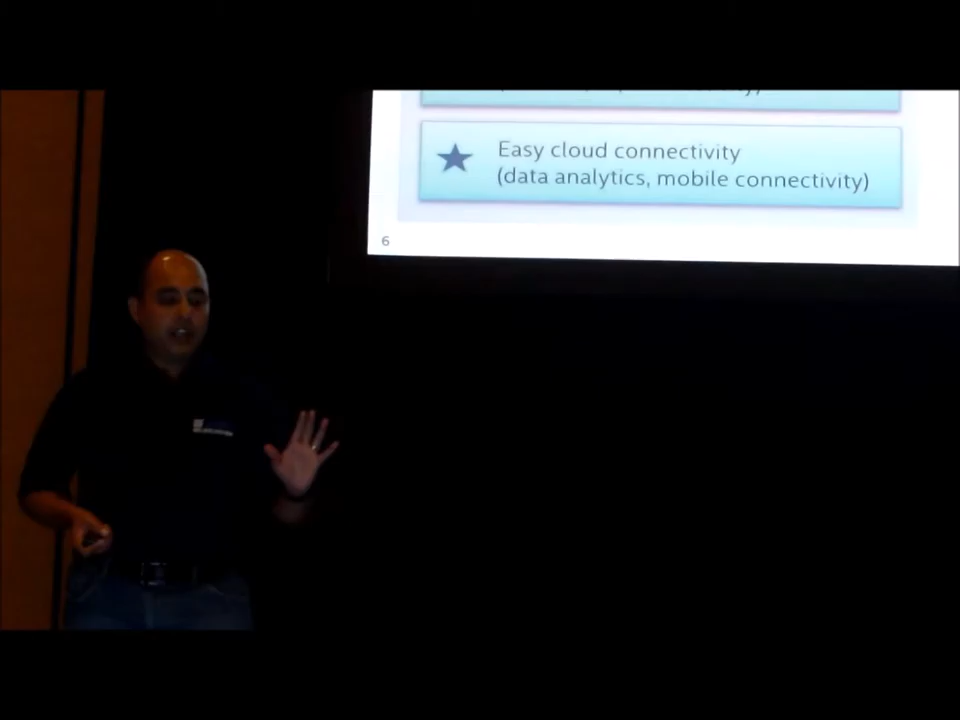 Easy cloud connectivity
(data analytics, mobile connectivity)
6